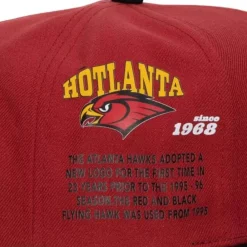 HOTLANTA
since
1968
THIS ATLANTA HAWKS ADOPTED A
NEW LOGO FOR THE FIRST TIME IN
23 YEARS PRIOR TO THE 1995-96
SEASON THE RED AND BLACK
FLYING HAWK WAS USED FROM 1995